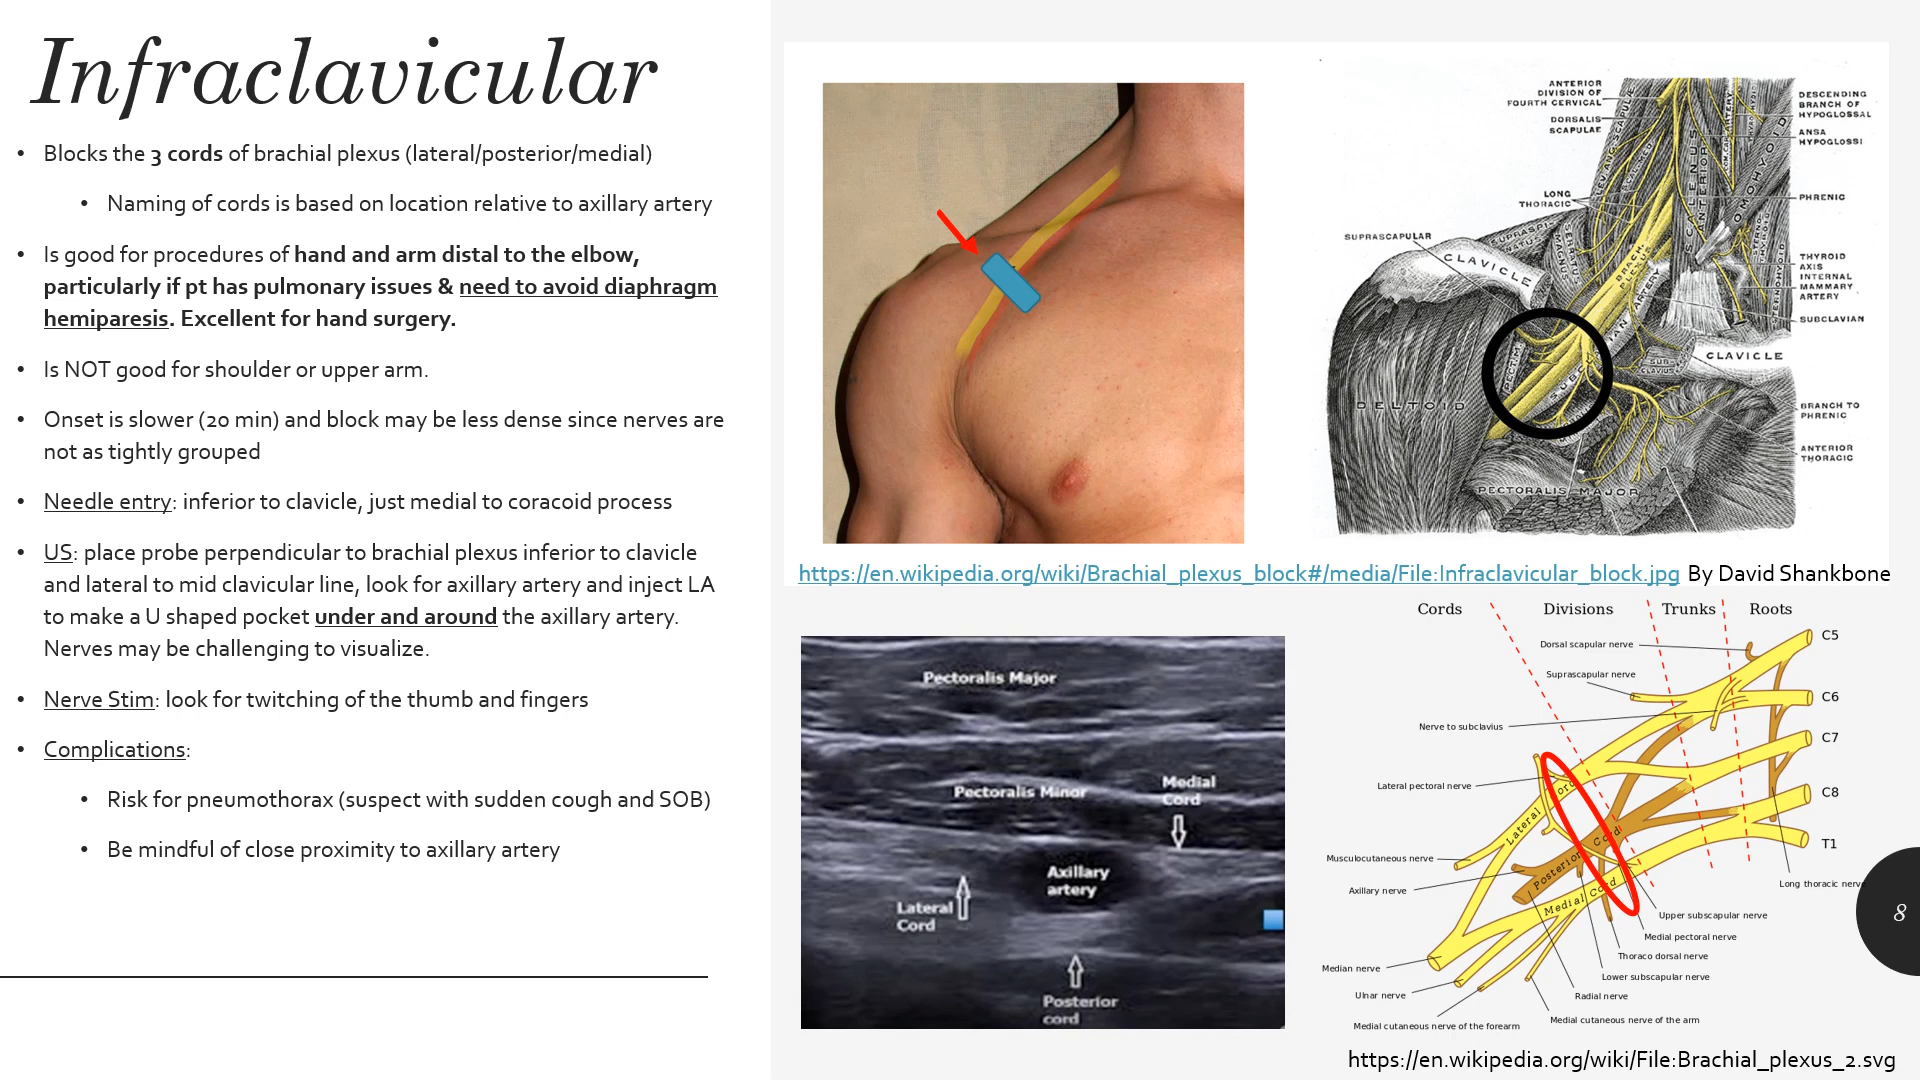 Infraclavicular
• Blocks the 3 cords of brachial plexus (lateral/posterior/medial)
• Naming of cords is based on location relative to axillary artery
• Is good for procedures of hand and arm distal to the elbow,
particularly if pt has pulmonary issues & need to avoid diaphragm
hemiparesis. Excellent for hand surgery.
• Is NOT good for shoulder or upper arm.
• Onset is slower (20 min) and block may be less dense since nerves are
not as tightly grouped
• Needle entry: inferior to clavicle, just medial to coracoid process
• US: place probe perpendicular to brachial plexus inferior to clavicle
and lateral to mid clavicular line, look for axillary artery and inject LA
to make a U shaped pocket under and around the axillary artery.
Nerves may be challenging to visualize.
• Nerve Stim: look for twitching of the thumb and fingers
• Complications:
• Risk for pneumothorax (suspect with sudden cough and SOB)
• Be mindful of close proximity to axillary artery
ANTERIOR
DIVISION OF
FOURTH CERVICAL
DORSALIS
SCAPULAE
LONG
THORACIC
SUPRASCAPULAR
CLAVICLE
DELTOID
PECTORALIS MAJOR
SCALENUS
ANTERIOR
OMOHYOID
BRACH.
PLEXUS
ARTERY
DESCENDING
BRANCH OF
HYPOGLOSSAL
ANSA
HYPOGLOSSI
PHRENIC
THYROID
AXIS
INTERNAL
MAMMARY
ARTERY
SUBCLAVIAN
CLAVICLE
BRANCH TO
PHRENIC
ANTERIOR
THORACIC
https://en.wikipedia.org/wiki/Brachial_plexus_block#/media/File:Infraclavicular_block.jpg By David Shankbone
Pectoralis Major
Pectoralis Minor
Medial
Cord
Axillary
artery
Lateral
Cord
Posterior
cord
Cords Divisions Trunks Roots
Dorsal scapular nerve
Suprascapular nerve
Nerve to subclavius
Lateral pectoral nerve
Musculocutaneous nerve
Axillary nerve
Median nerve
Ulnar nerve
Medial cutaneous nerve of the forearm
Lateral Cord
Posterior Cord
Medial Cord
C5
C6
C7
C8
T1
Long thoracic nerve
Upper subscapular nerve
Medial pectoral nerve
Thoraco dorsal nerve
Lower subscapular nerve
Radial nerve
Medial cutaneous nerve of the arm
https://en.wikipedia.org/wiki/File:Brachial_plexus_2.svg
8